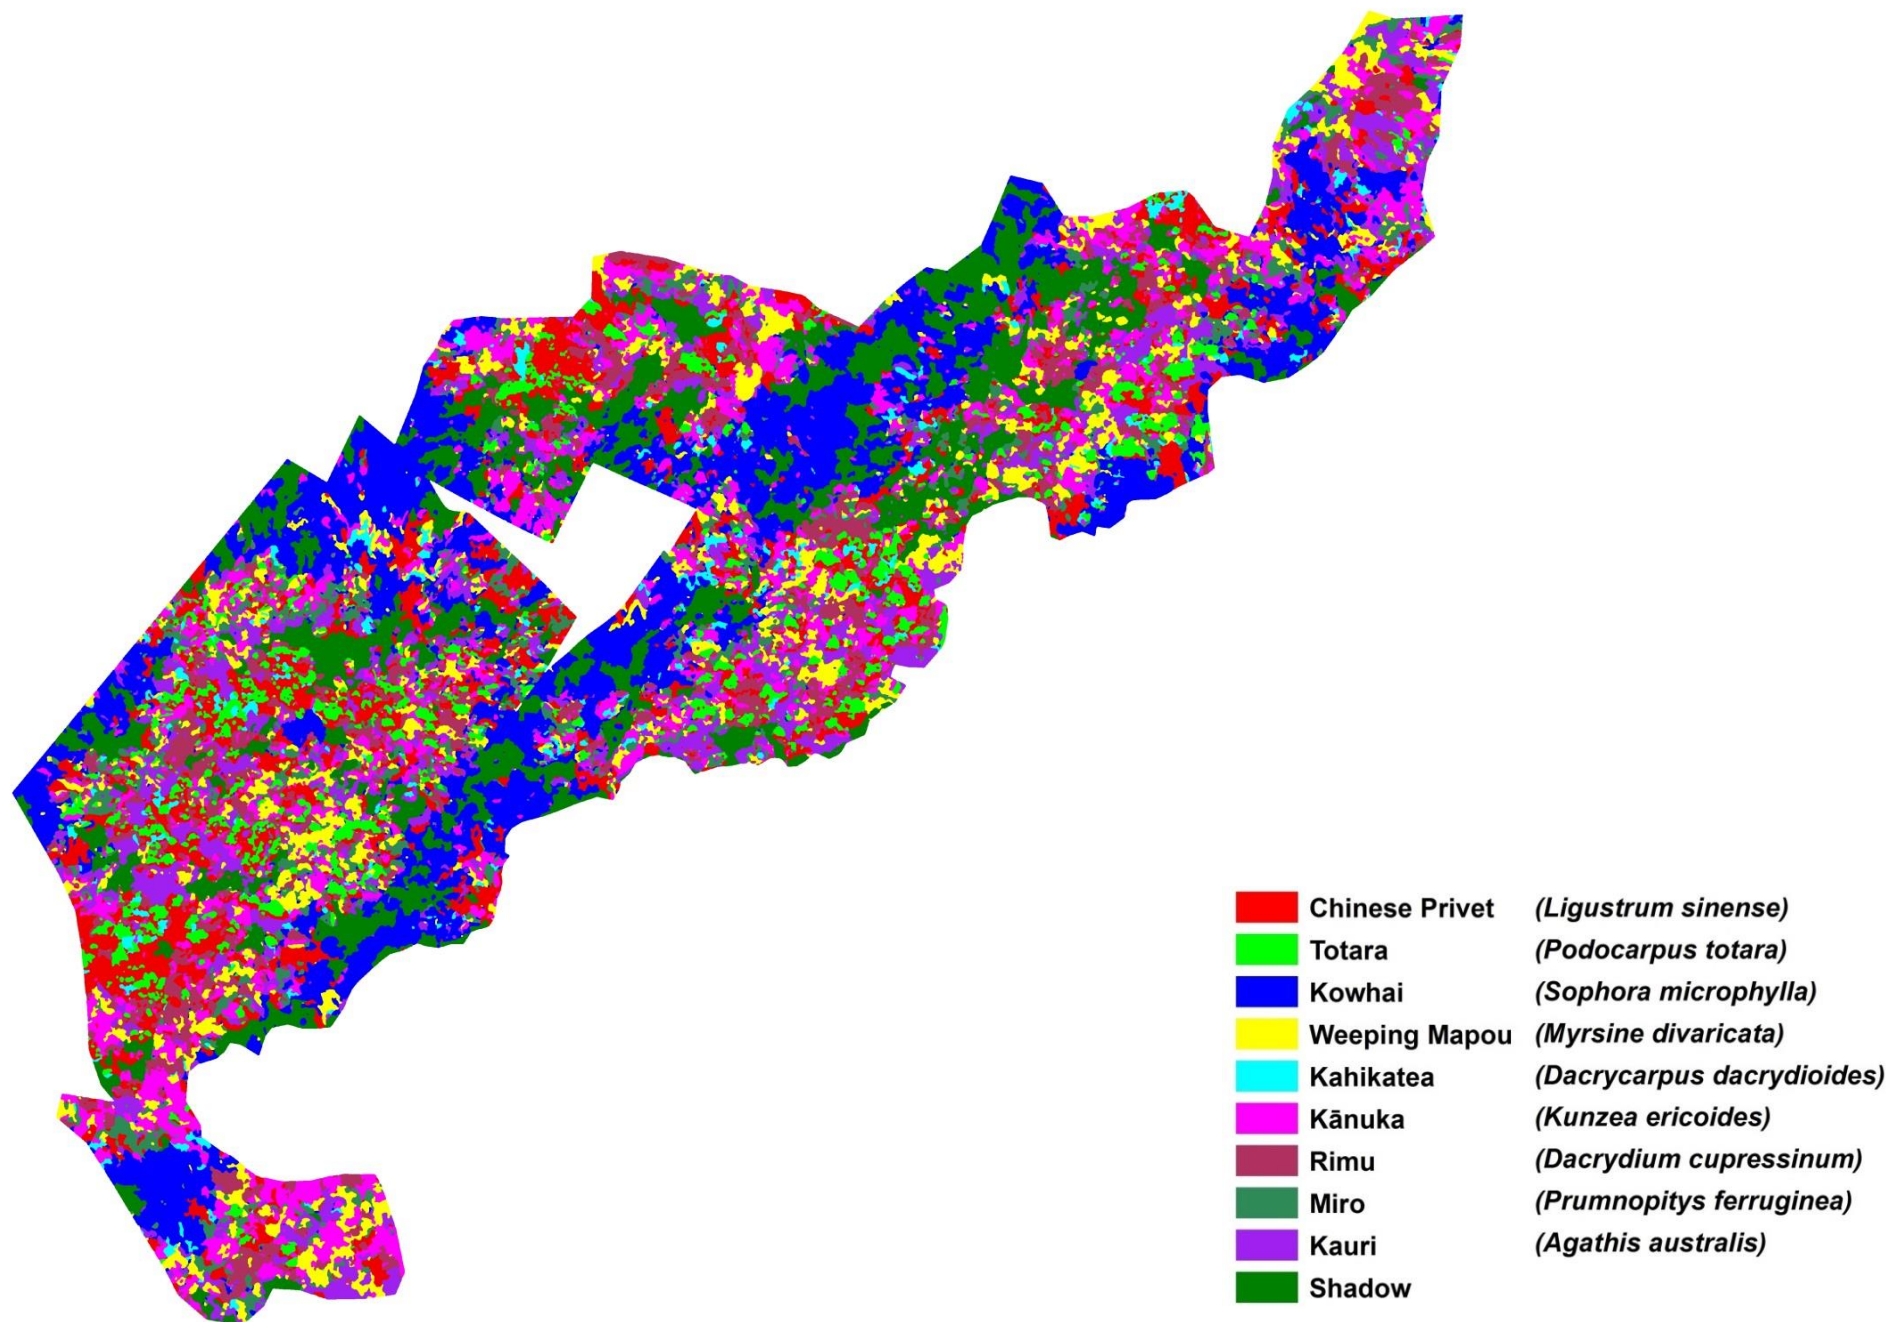 Chinese Privet (Ligustrum sinense)
Totara (Podocarpus totara)
Kowhai (Sophora microphylla)
Weeping Mapou (Myrsine divaricata)
Kahikatea (Dacrycarpus dacrydioides)
Kānuka (Kunzea ericoides)
Rimu (Dacrydium cupressinum)
Miro (Prumnopitys ferruginea)
Kauri (Agathis australis)
Shadow